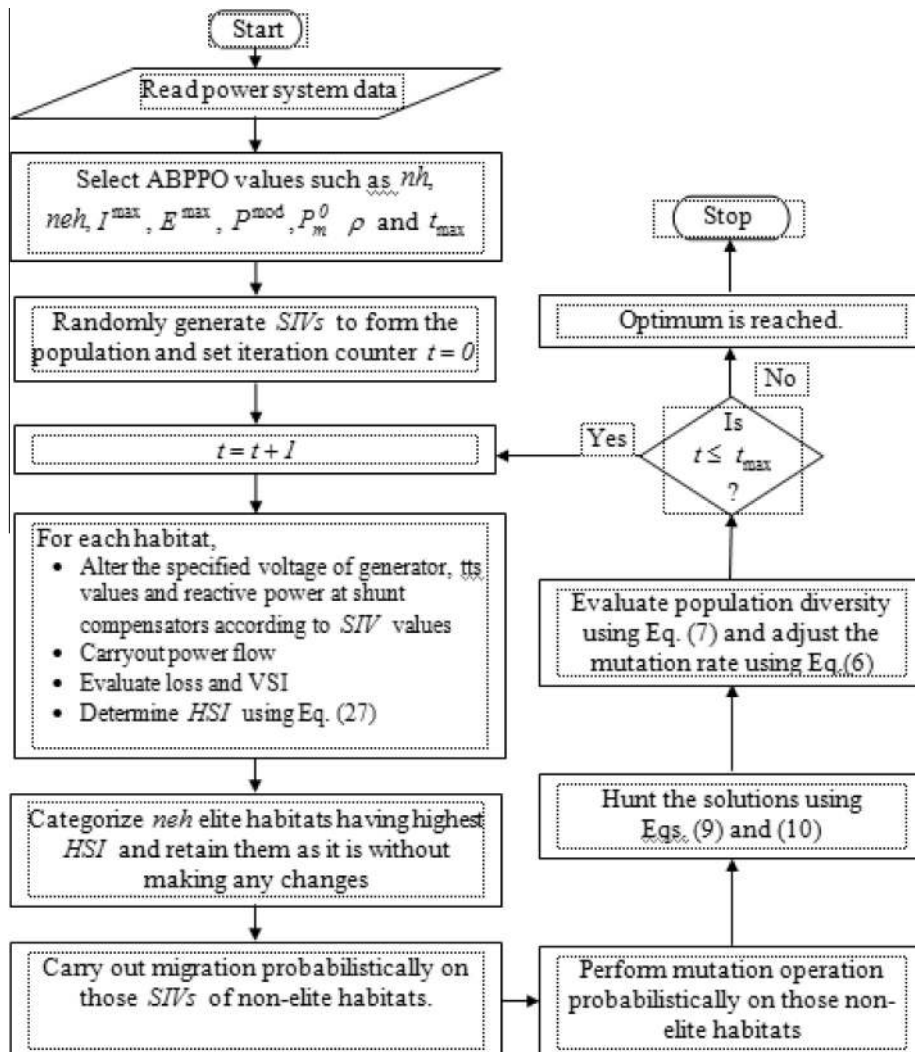 Start
Read power system data
Select ABPPO values such as nh,
neh, I^max, E^max, P^mod, P_m^0 ρ and t_max
Randomly generate SIVs to form the
population and set iteration counter t = 0
t = t + 1
For each habitat,
• Alter the specified voltage of generator, tts
values and reactive power at shunt
compensators according to SIV values
• Carryout power flow
• Evaluate loss and VSI
• Determine HSI using Eq. (27)
Categorize neh elite habitats having highest
HSI and retain them as it is without
making any changes
Carry out migration probabilistically on
those SIVs of non-elite habitats.
Perform mutation operation
probabilistically on those non-
elite habitats
Hunt the solutions using
Eqs. (9) and (10)
Evaluate population diversity
using Eq. (7) and adjust the
mutation rate using Eq.(6)
Is
t ≤ t_max
?
Yes
No
Optimum is reached.
Stop